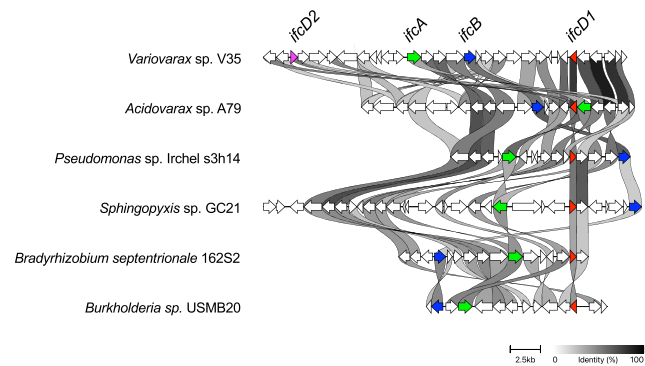 ifcD2 ifcA ifcB ifcD1
Variovarax sp. V35
Acidovarax sp. A79
Pseudomonas sp. Irchel s3h14
Sphingopyxis sp. GC21
Bradyrhizobium septentrionale 162S2
Burkholderia sp. USMB20
2.5kb 0 Identity (%) 100